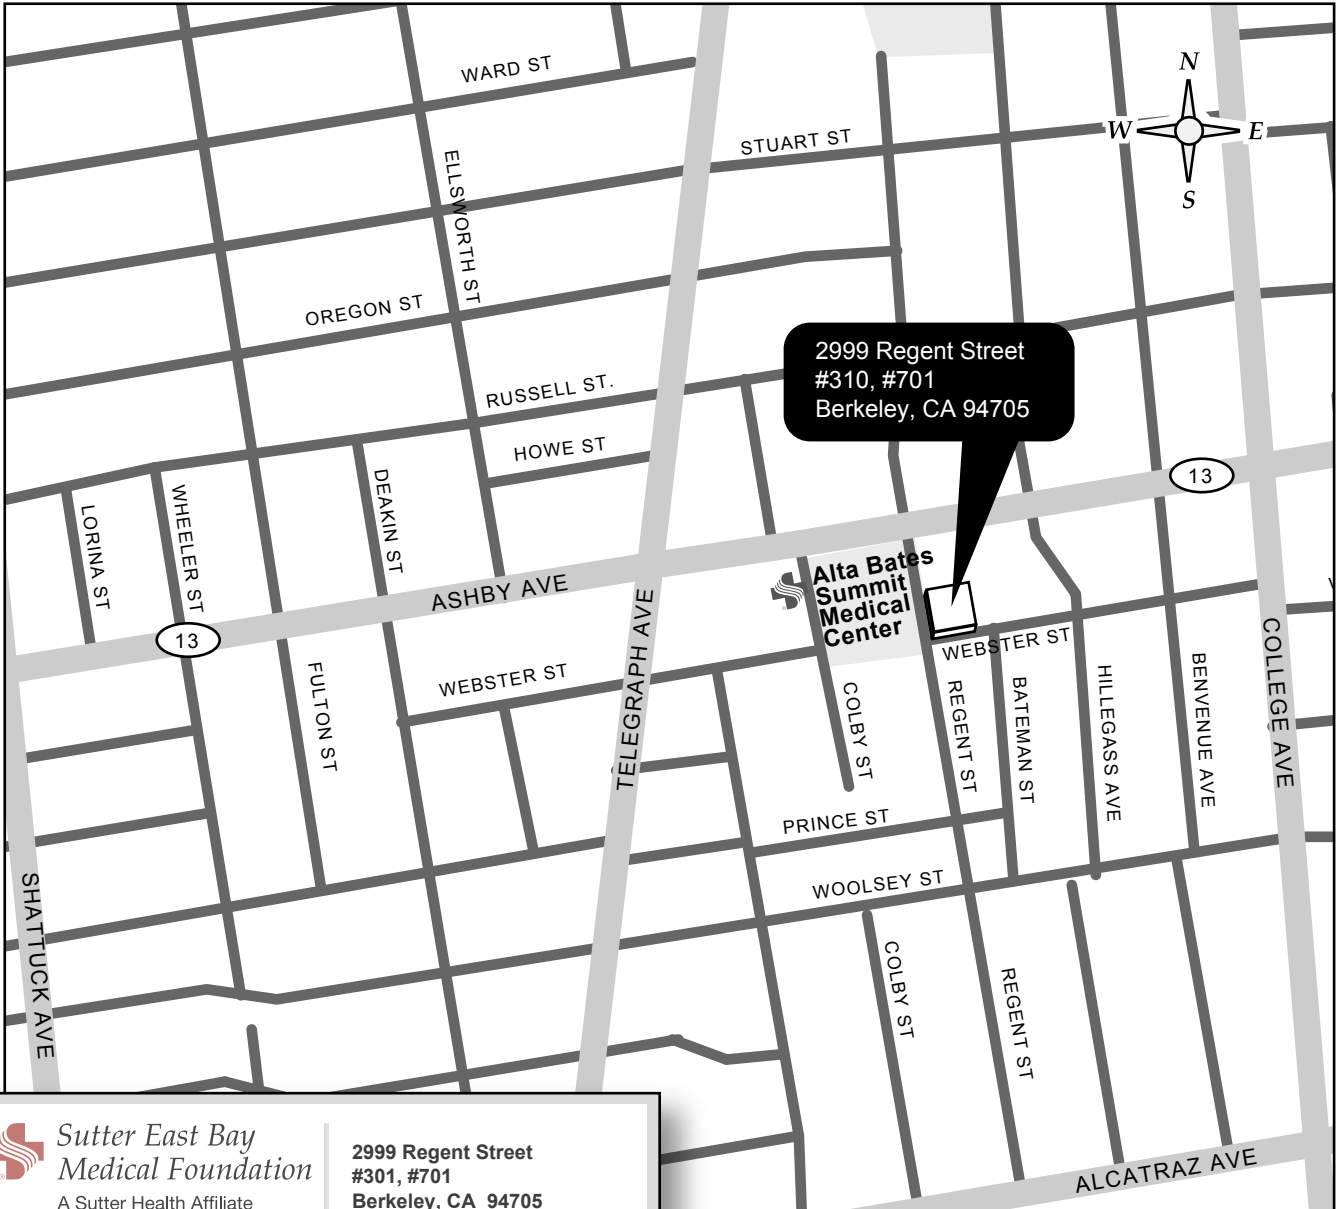 WARD ST
N
W
E
S
STUART ST
ELLSWORTH ST
OREGON ST
2999 Regent Street
#310, #701
Berkeley, CA 94705
RUSSELL ST.
HOWE ST
13
LORINA ST
WHEELER ST
DEAKIN ST
ASHBY AVE
13
Alta Bates
Summit
Medical
Center
WEBSTER ST
WEBSTER ST
FULTON ST
TELEGRAPH AVE
COLBY ST
REGENT ST
BATEMAN ST
HILLEGASS AVE
BENVENUE AVE
COLLEGE AVE
PRINCE ST
WOOLSEY ST
SHATTUCK AVE
COLBY ST
REGENT ST
ALCATRAZ AVE
Sutter East Bay
Medical Foundation
A Sutter Health Affiliate
2999 Regent Street
#301, #701
Berkeley, CA 94705